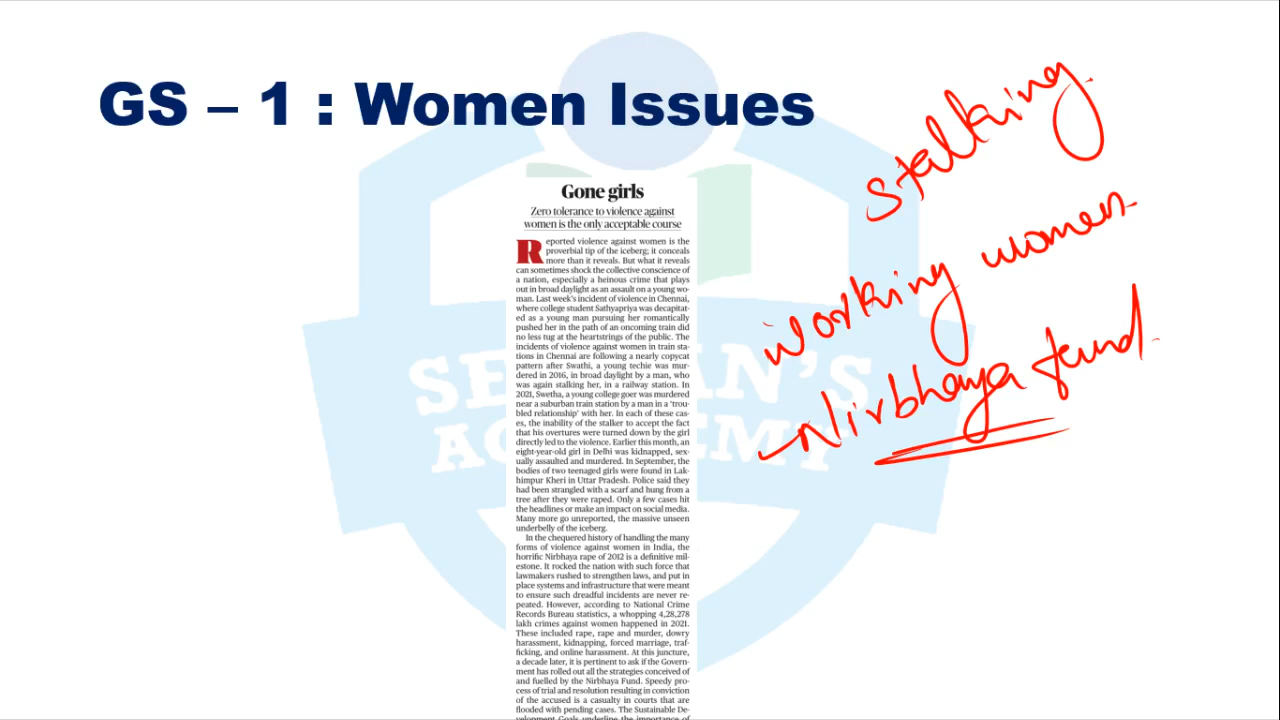 GS – 1 : Women Issues
Gone girls
Zero tolerance to violence against
women is the only acceptable course
Reported violence against women is the
proverbial tip of the iceberg; it conceals
more than it reveals. But what it reveals
can sometimes shock the collective conscience of
a nation, especially a heinous crime that plays
out in broad daylight as an assault on a young wo-
man. Last week's incident of violence in Chennai,
where college student Sathyapriya was decapitat-
ed as a young man pursuing her romantically
pushed her in the path of an oncoming train did
no less tug at the heartstrings of the public. The
incidents of violence against women in train sta-
tions in Chennai are following a nearly copycat
pattern after Swathi, a young techie was mur-
dered in 2016, in broad daylight by a man, who
was again stalking her, in a railway station. In
2021, Swetha, a young college goer was murdered
near a suburban train station by a man in a 'trou-
bled relationship' with her. In each of these cas-
es, the inability of the stalker to accept the fact
that his overtures were turned down by the girl
directly led to the violence. Earlier this month, an
eight-year-old girl in Delhi was kidnapped, sex-
ually assaulted and murdered. In September, the
bodies of two teenaged girls were found in Lak-
himpur Kheri in Uttar Pradesh. Police said they
had been strangled with a scarf and hung from a
tree after they were raped. Only a few cases hit
the headlines or make an impact on social media.
Many more go unreported, the massive unseen
underbelly of the iceberg.
In the chequered history of handling the many
forms of violence against women in India, the
horrific Nirbhaya rape of 2012 is a definitive mil-
estone. It rocked the nation with such force that
lawmakers rushed to strengthen laws, and put in
place systems and infrastructure that were meant
to ensure such dreadful incidents are never re-
peated. However, according to National Crime
Records Bureau statistics, a whopping 4,28,278
lakh crimes against women happened in 2021.
These included rape, rape and murder, dowry
harassment, kidnapping, forced marriage, traf-
ficking, and online harassment. At this juncture,
a decade later, it is pertinent to ask if the Govern-
ment has rolled out all the strategies conceived of
and fuelled by the Nirbhaya Fund. Speedy pro-
cess of trial and resolution resulting in conviction
of the accused is a casualty in courts that are
flooded with pending cases. The Sustainable De-
velopment Goals underline the importance of
Stalking
working women
Nirbhaya fund
ACADEMY